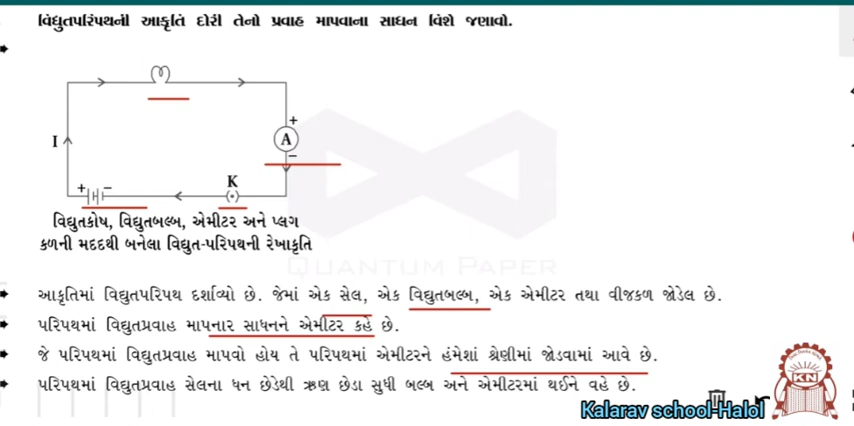 વિદ્યુતપરિપથની આકૃતિ દોરી તેનો પ્રવાહ માપવાના સાધન વિશે જણાવો.
+
I
A
−
K
+ −
વિદ્યુતકોષ, વિદ્યુતબલ્બ, એમીટર અને પ્લગ
કળની મદદથી બનેલા વિદ્યુત-પરિપથની રેખાકૃતિ
QUANTUM PAPER
આકૃતિમાં વિદ્યુતપરિપથ દર્શાવ્યો છે. જેમાં એક સેલ, એક વિદ્યુતબલ્બ, એક એમીટર તથા વીજકળ જોડેલ છે.
પરિપથમાં વિદ્યુતપ્રવાહ માપનાર સાધનને એમીટર કહે છે.
જે પરિપથમાં વિદ્યુતપ્રવાહ માપવો હોય તે પરિપથમાં એમીટરને હંમેશાં શ્રેણીમાં જોડવામાં આવે છે.
પરિપથમાં વિદ્યુતપ્રવાહ સેલના ધન છેડેથી ઋણ છેડા સુધી બલ્બ અને એમીટરમાં થઈને વહે છે.
Kalarav school-Halol
KN